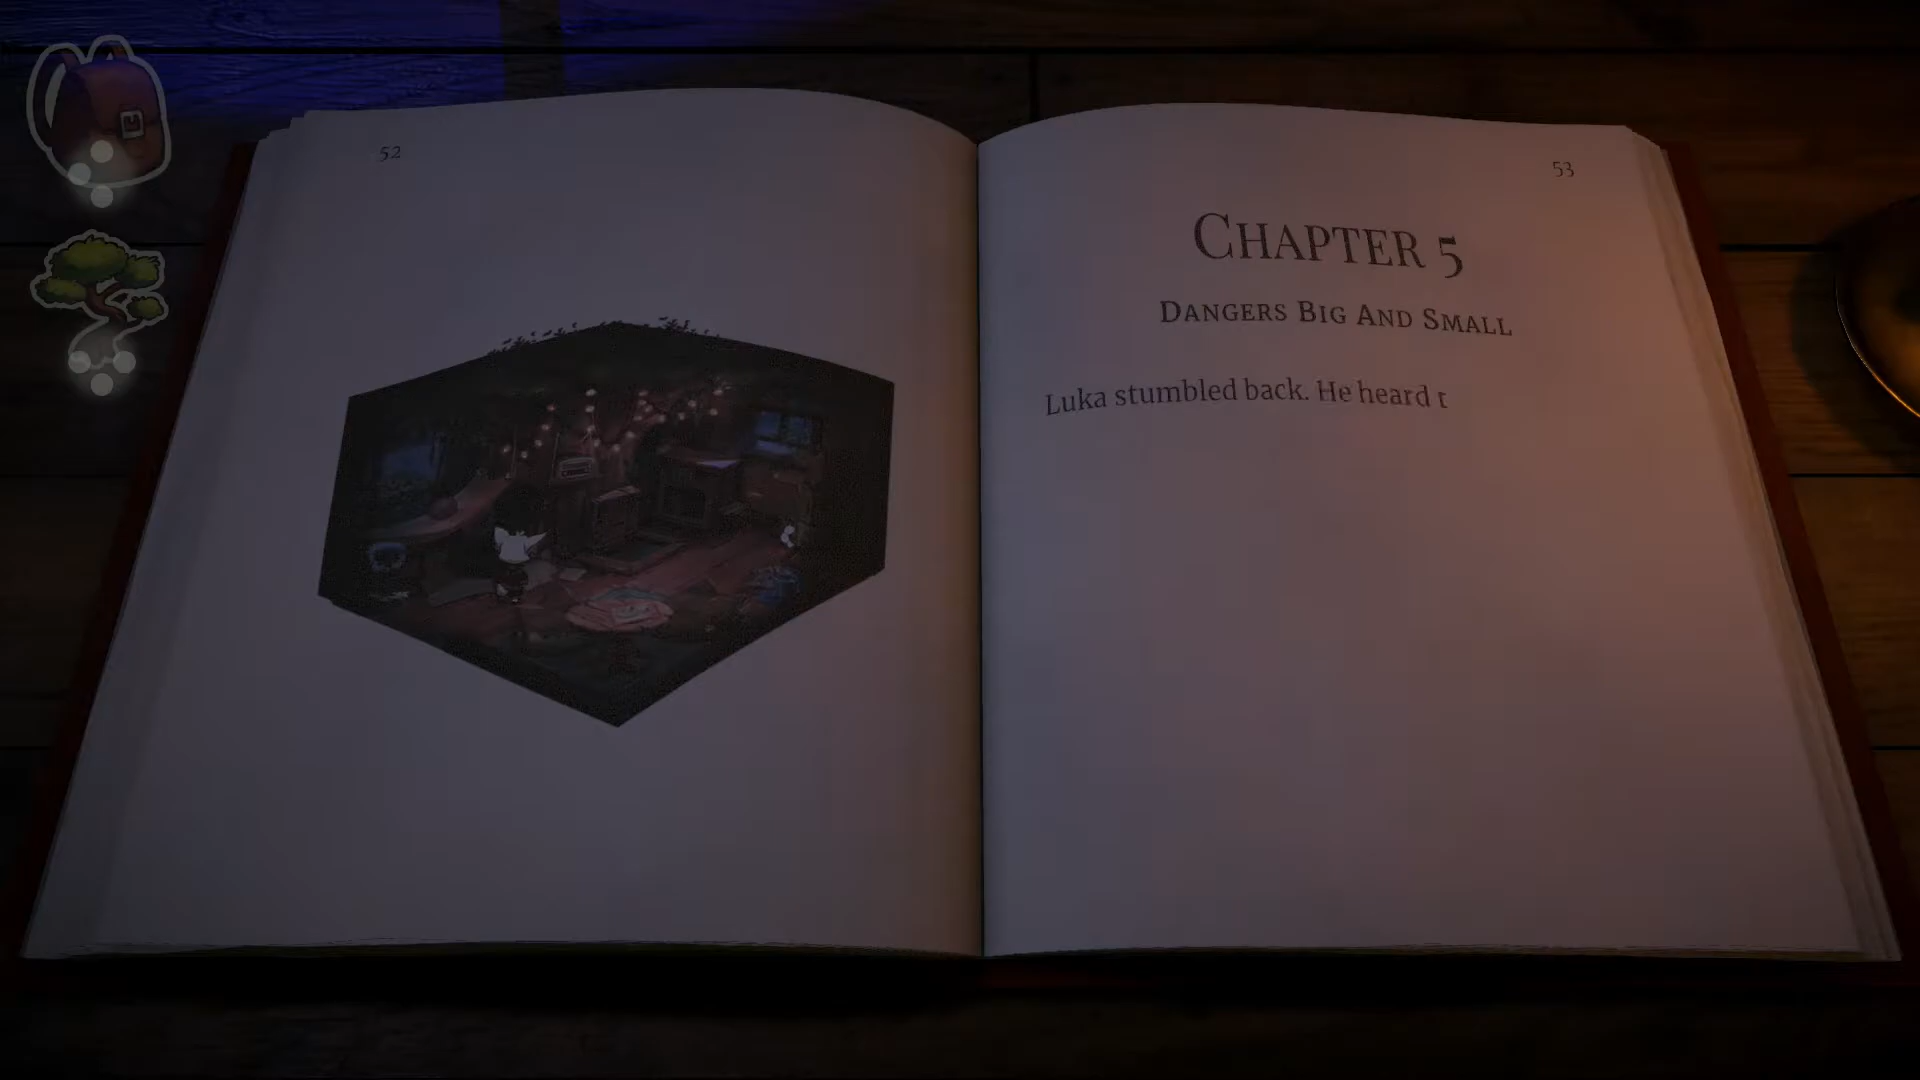 52
53
Chapter 5
Dangers Big And Small
Luka stumbled back. He heard t